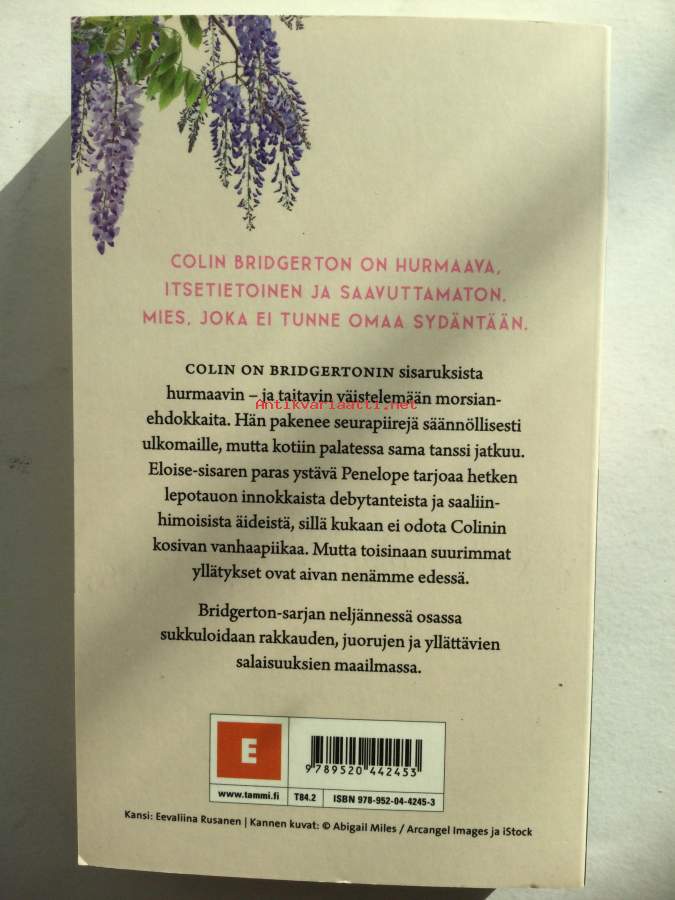 COLIN BRIDGERTON ON HURMAAVA,
ITSETIETOINEN JA SAAVUTTAMATON.
MIES, JOKA EI TUNNE OMAA SYDÄNTÄÄN.
COLIN ON BRIDGERTONIN sisaruksista
hurmaavin – ja taitavin väistelemään morsian-
Antikvariaatti.net
ehdokkaita. Hän pakenee seurapiirejä säännöllisesti
ulkomaille, mutta kotiin palatessa sama tanssi jatkuu.
Eloise-sisaren paras ystävä Penelope tarjoaa hetken
lepotauon innokkaista debytanteista ja saaliin-
himoisista äideistä, sillä kukaan ei odota Colinin
kosivan vanhaapiikaa. Mutta toisinaan suurimmat
yllätykset ovat aivan nenämme edessä.
Bridgerton-sarjan neljännessä osassa
sukkuloidaan rakkauden, juorujen ja yllättävien
salaisuuksien maailmassa.
E
9 789520 442453
www.tammi.fi T84.2 ISBN 978-952-04-4245-3
Kansi: Eevaliina Rusanen | Kannen kuvat: © Abigail Miles / Arcangel Images ja iStock